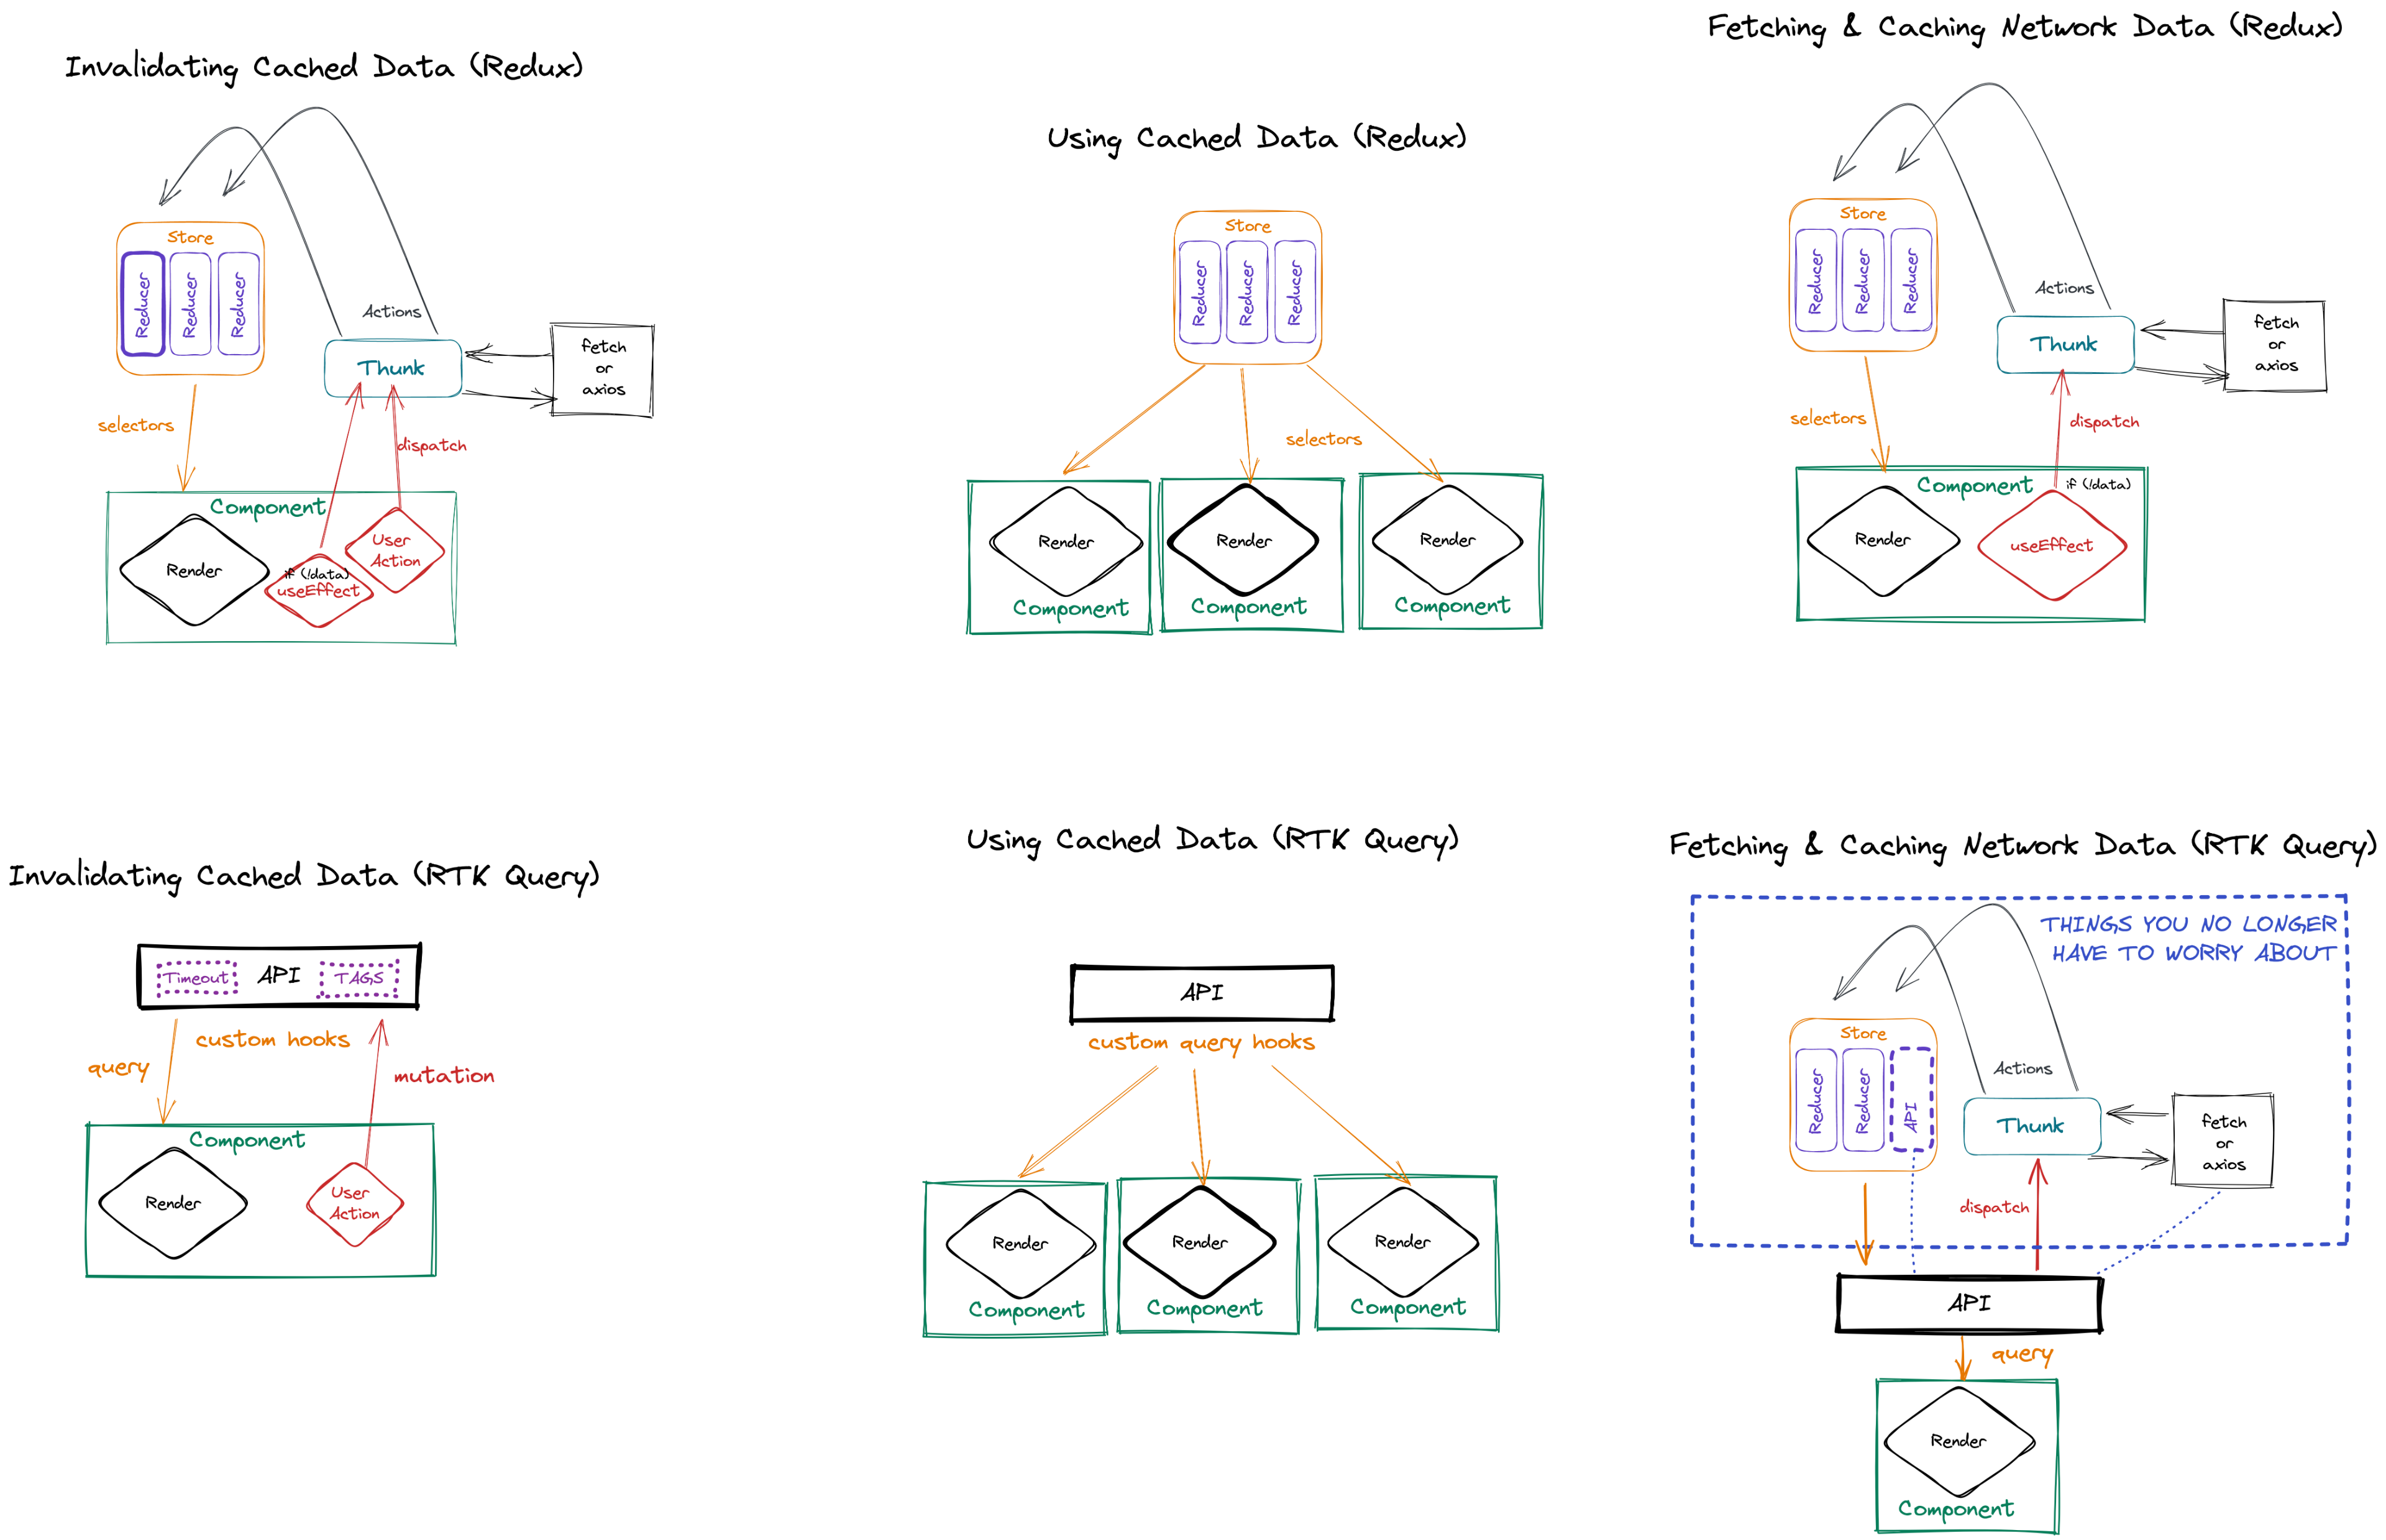 Invalidating Cached Data (Redux)
Store
Reducer
Reducer
Reducer
Actions
Thunk
fetch
or
axios
selectors
dispatch
Component
Render
if (!data)
useEffect
User
Action
Using Cached Data (Redux)
Store
Reducer
Reducer
Reducer
selectors
Render
Component
Render
Component
Render
Component
Fetching & Caching Network Data (Redux)
Store
Reducer
Reducer
Reducer
Actions
Thunk
fetch
or
axios
selectors
dispatch
Component
if (!data)
Render
useEffect
Invalidating Cached Data (RTK Query)
Timeout
API
TAGS
custom hooks
query
mutation
Component
Render
User
Action
Using Cached Data (RTK Query)
API
custom query hooks
Render
Component
Render
Component
Render
Component
Fetching & Caching Network Data (RTK Query)
THINGS YOU NO LONGER
HAVE TO WORRY ABOUT
Store
Reducer
Reducer
API
Actions
Thunk
fetch
or
axios
dispatch
API
query
Render
Component